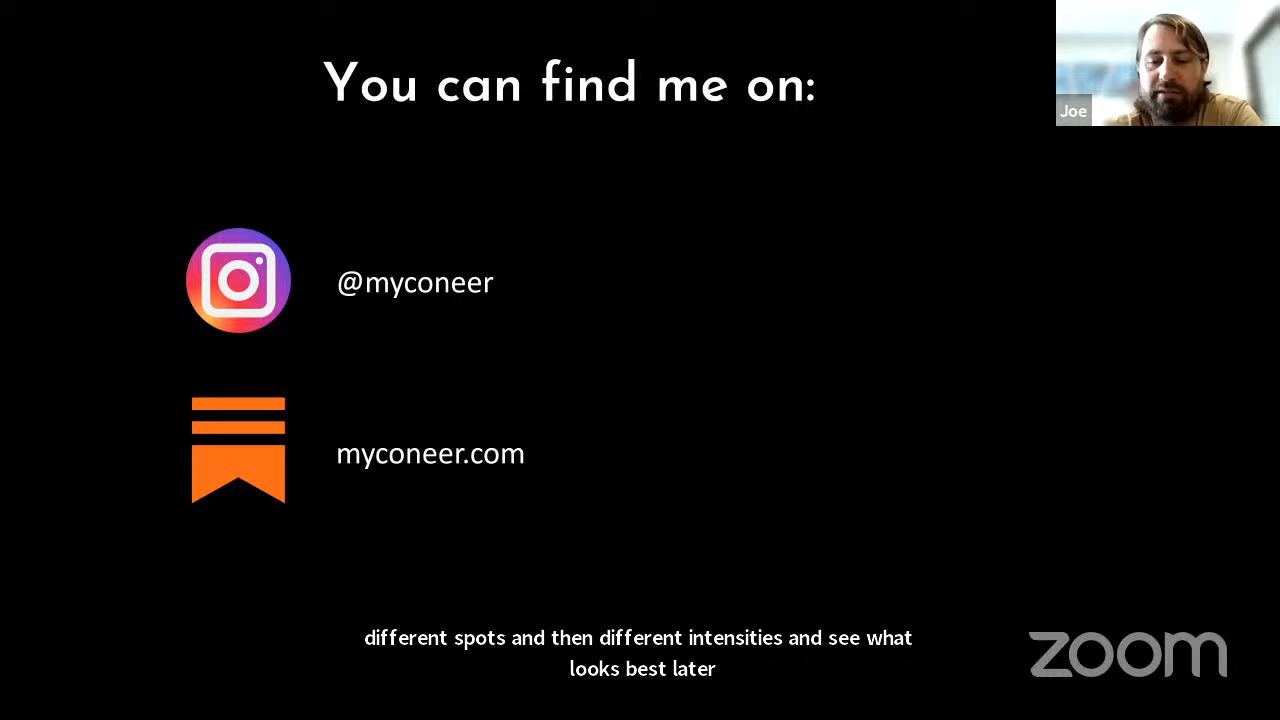 You can find me on:
Joe
@myconeer
myconeer.com
different spots and then different intensities and see what
looks best later
zoom